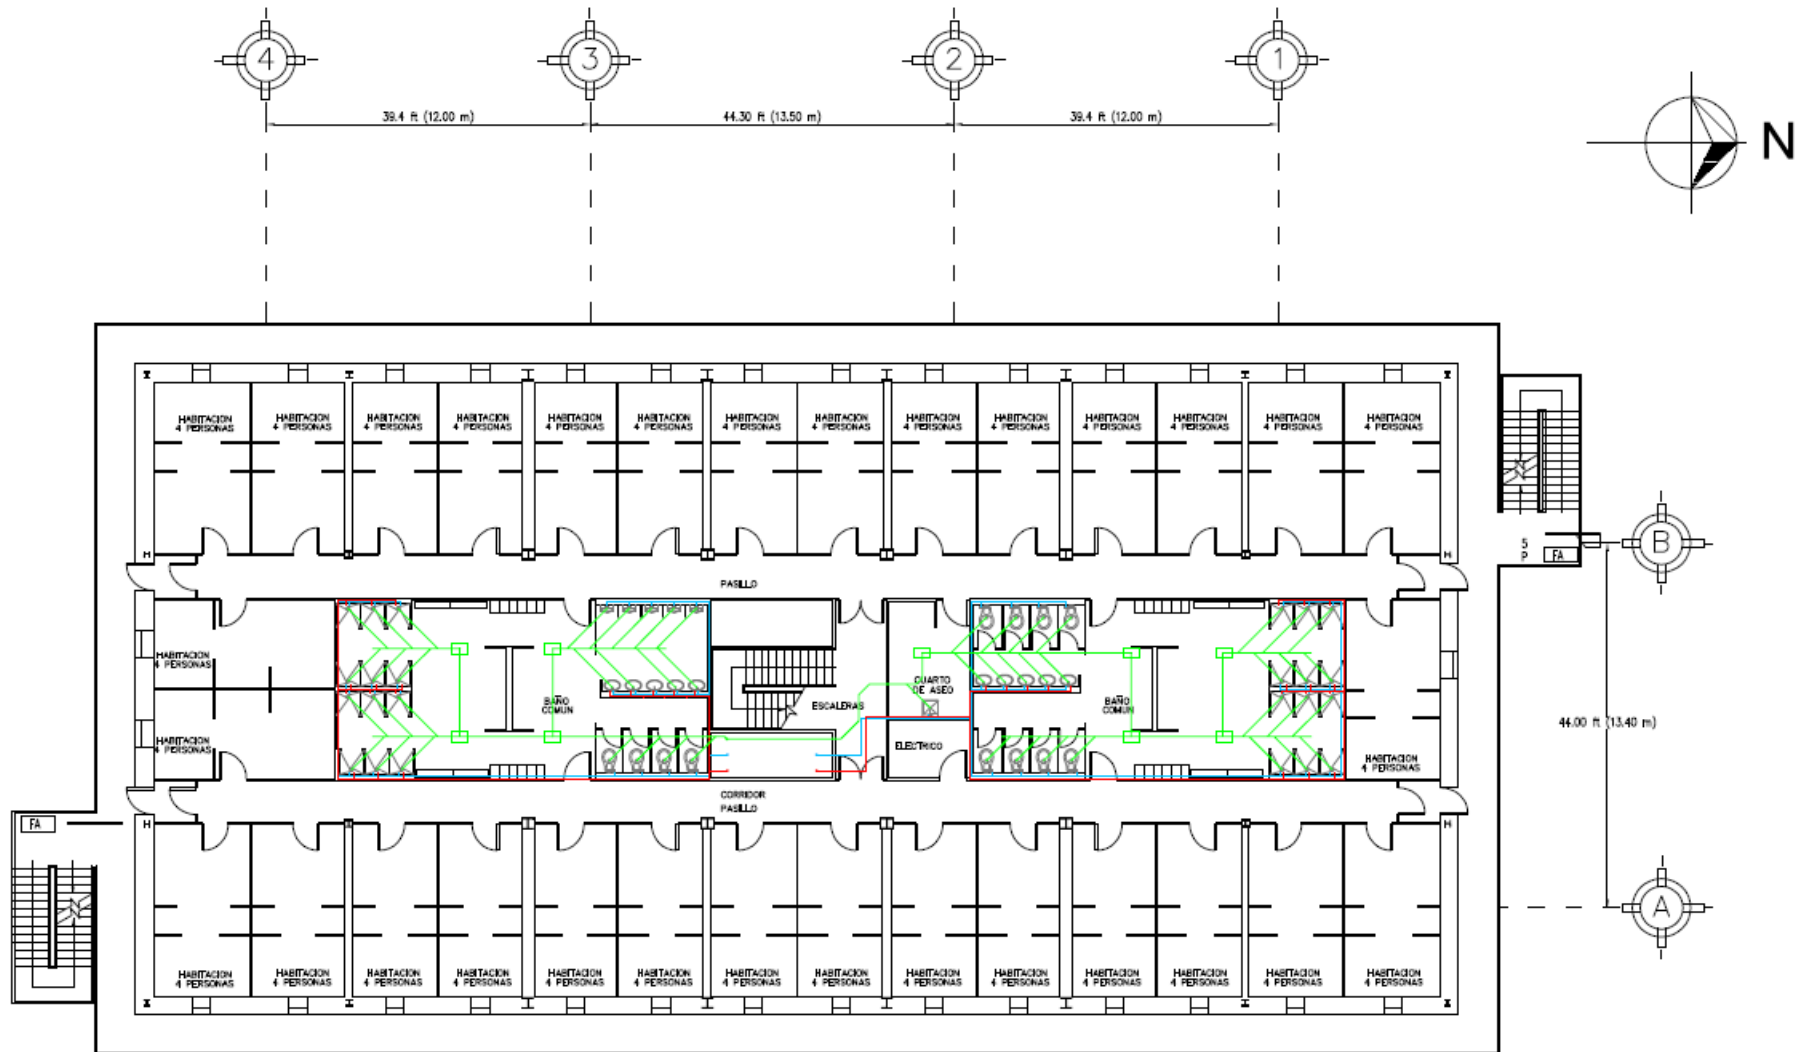 4
3
2
1
39.4 ft (12.00 m)
44.30 ft (13.50 m)
39.4 ft (12.00 m)
N
HABITACION
4 PERSONAS
HABITACION
4 PERSONAS
HABITACION
4 PERSONAS
HABITACION
4 PERSONAS
HABITACION
4 PERSONAS
HABITACION
4 PERSONAS
HABITACION
4 PERSONAS
HABITACION
4 PERSONAS
HABITACION
4 PERSONAS
HABITACION
4 PERSONAS
HABITACION
4 PERSONAS
HABITACION
4 PERSONAS
HABITACION
4 PERSONAS
HABITACION
4 PERSONAS
S
P
FA
B
PASILLO
HABITACION
4 PERSONAS
BAÑO
COMUN
ESCALERAS
CUARTO
DE ASEO
BAÑO
COMUN
44.00 ft (13.40 m)
HABITACION
4 PERSONAS
ELECTRICO
HABITACION
4 PERSONAS
CORRIDOR
PASILLO
FA
A
HABITACION
4 PERSONAS
HABITACION
4 PERSONAS
HABITACION
4 PERSONAS
HABITACION
4 PERSONAS
HABITACION
4 PERSONAS
HABITACION
4 PERSONAS
HABITACION
4 PERSONAS
HABITACION
4 PERSONAS
HABITACION
4 PERSONAS
HABITACION
4 PERSONAS
HABITACION
4 PERSONAS
HABITACION
4 PERSONAS
HABITACION
4 PERSONAS
HABITACION
4 PERSONAS